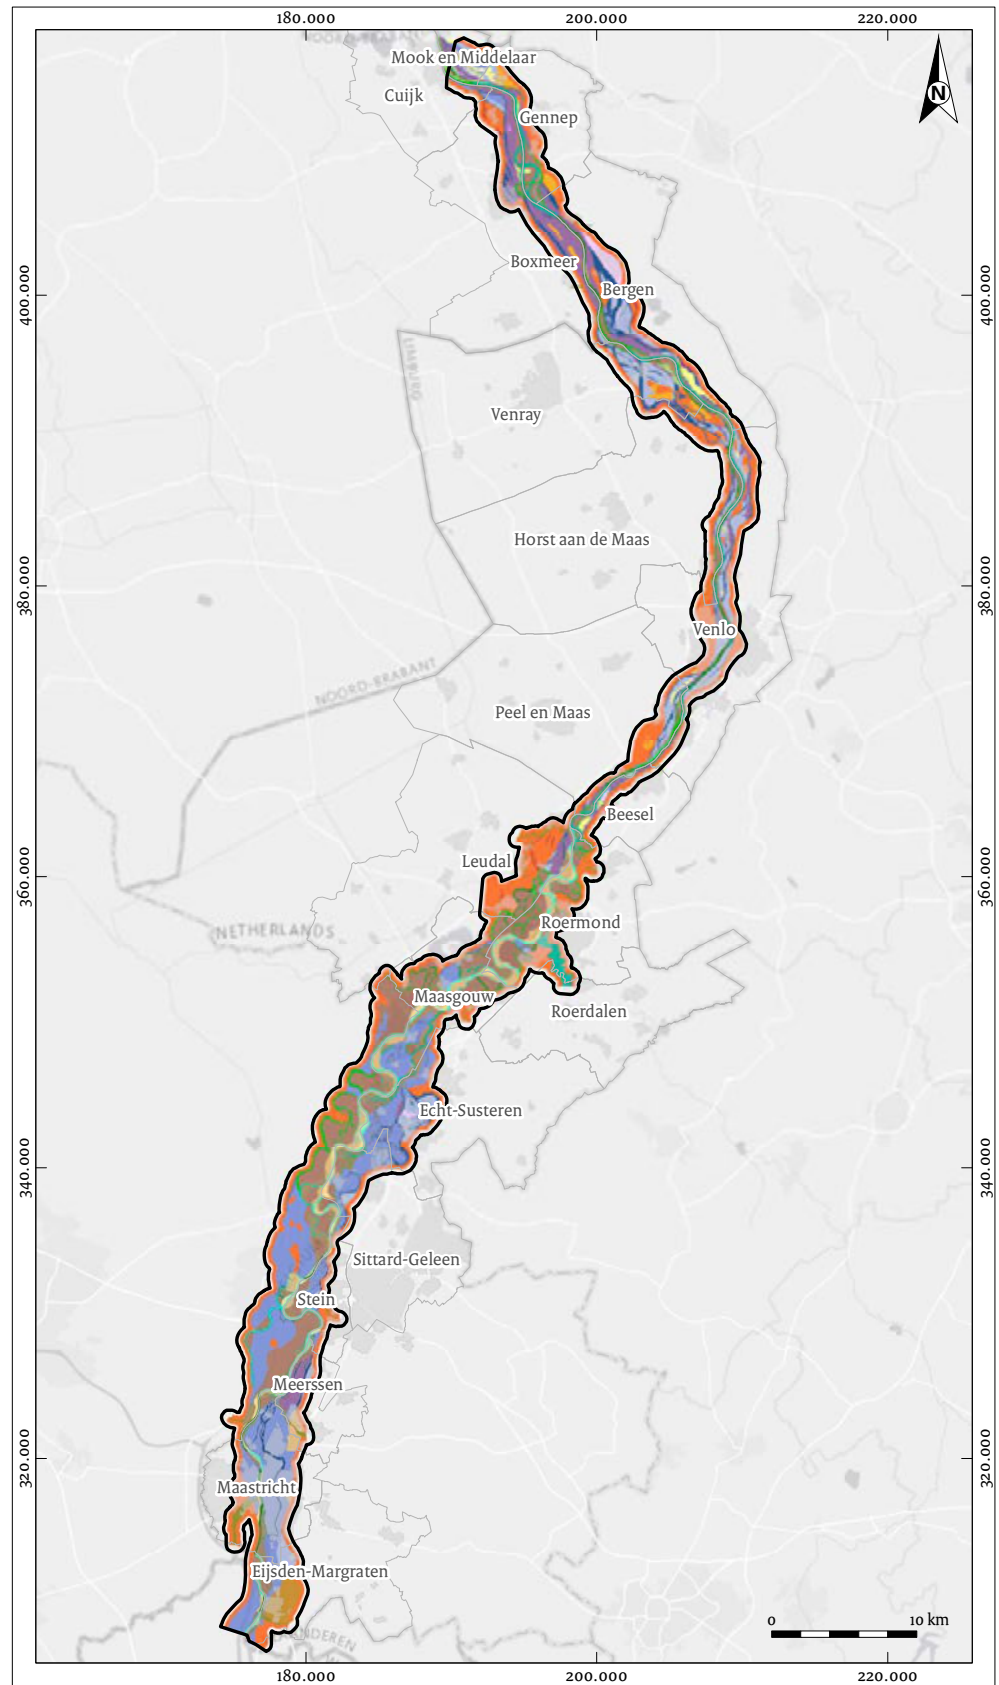 180.000
200.000
220.000
Mook en Middelaar
Cuijk
N
Gennep
Boxmeer
Bergen
400.000
400.000
LIMBURG
Venray
Horst aan de Maas
380.000
380.000
Venlo
NOORD-BRABANT
Peel en Maas
Beesel
Leudal
360.000
360.000
Roermond
NETHERLANDS
Maasgouw
Roerdalen
Echt-Susteren
340.000
340.000
Sittard-Geleen
Stein
Meerssen
320.000
320.000
Maastricht
Eijsden-Margraten
0
10 km
180.000
200.000
220.000